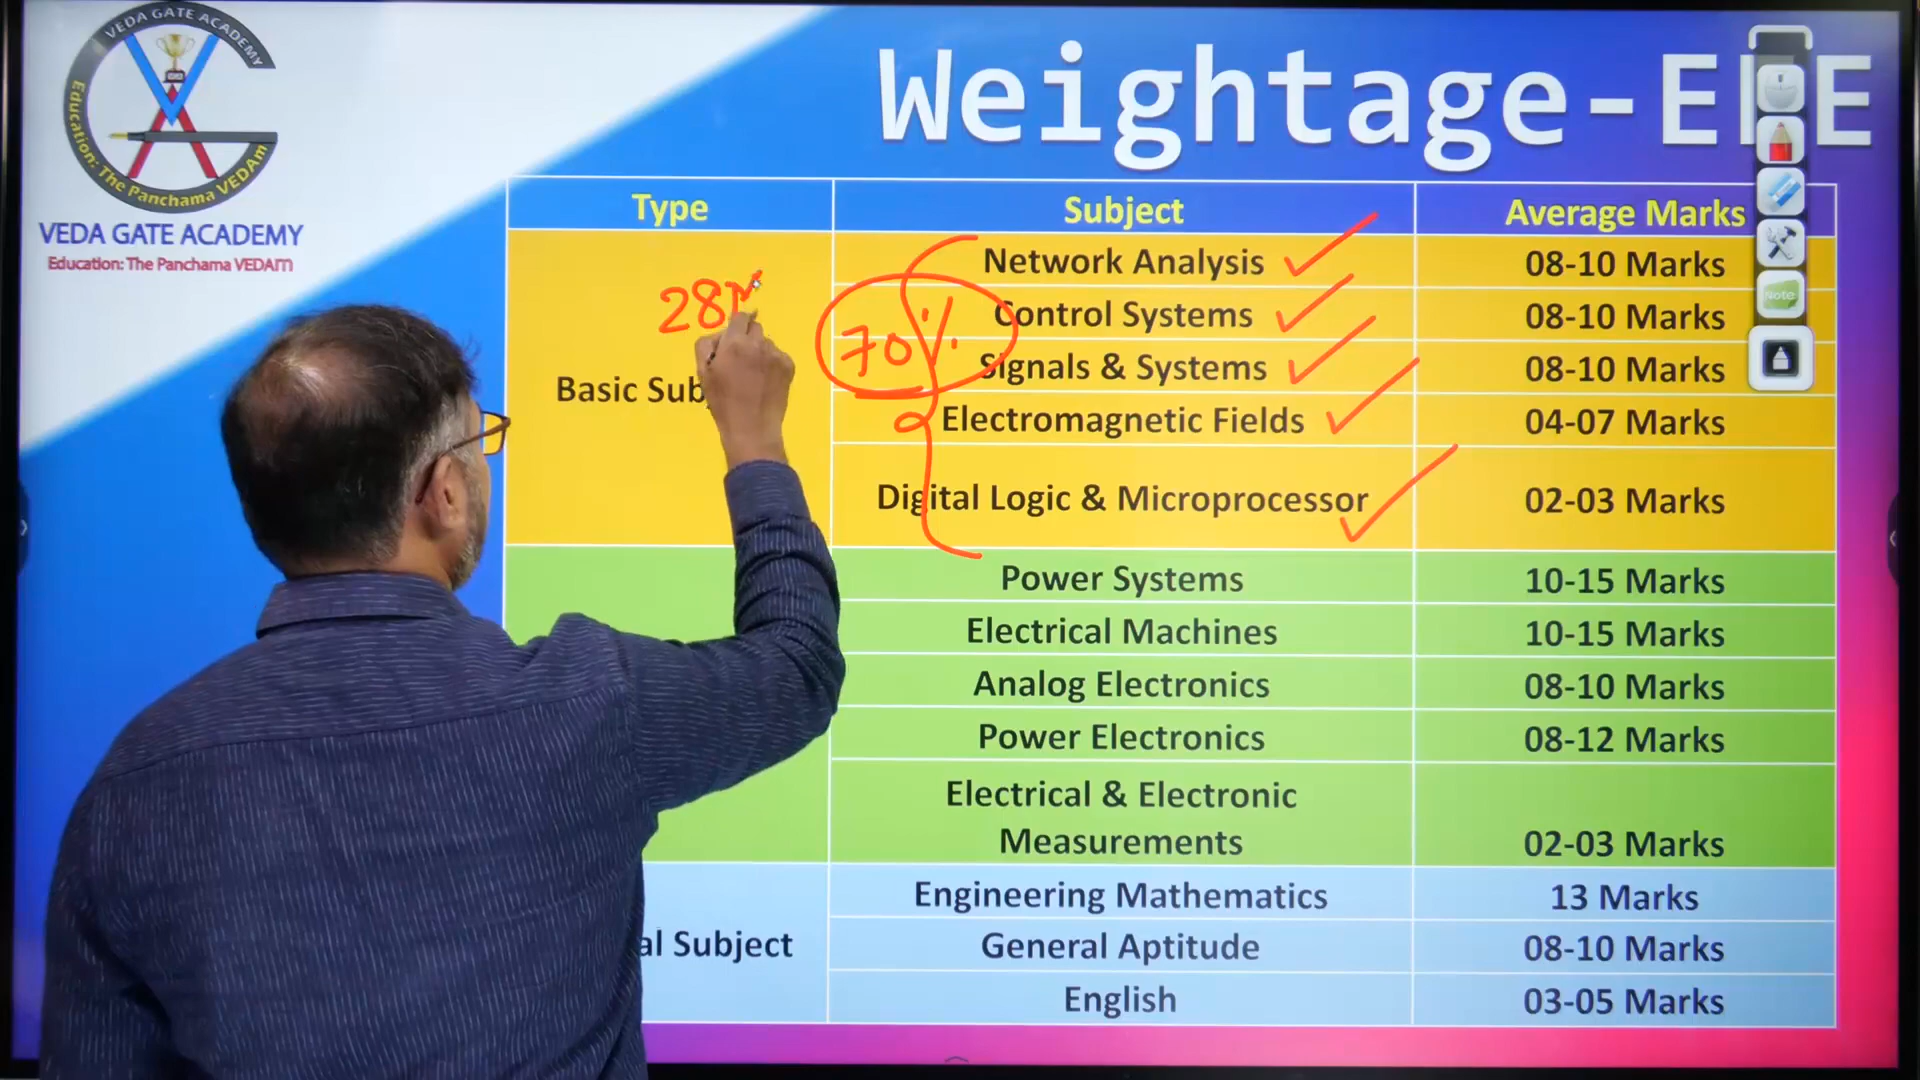 VEDA GATE ACADEMY
Education: The Panchama VEDAm
VEDA GATE ACADEMY
Education: The Panchama VEDAm
Weightage-E E
Type Subject Average Marks
28M
70%
Basic
Network Analysis 08-10 Marks
Control Systems 08-10 Marks
Signals & Systems 08-10 Marks
Electromagnetic Fields 04-07 Marks
Digital Logic & Microprocessor 02-03 Marks
Power Systems 10-15 Marks
Electrical Machines 10-15 Marks
Analog Electronics 08-10 Marks
Power Electronics 08-12 Marks
Electrical & Electronic
Measurements 02-03 Marks
Subject
Engineering Mathematics 13 Marks
General Aptitude 08-10 Marks
English 03-05 Marks
Note